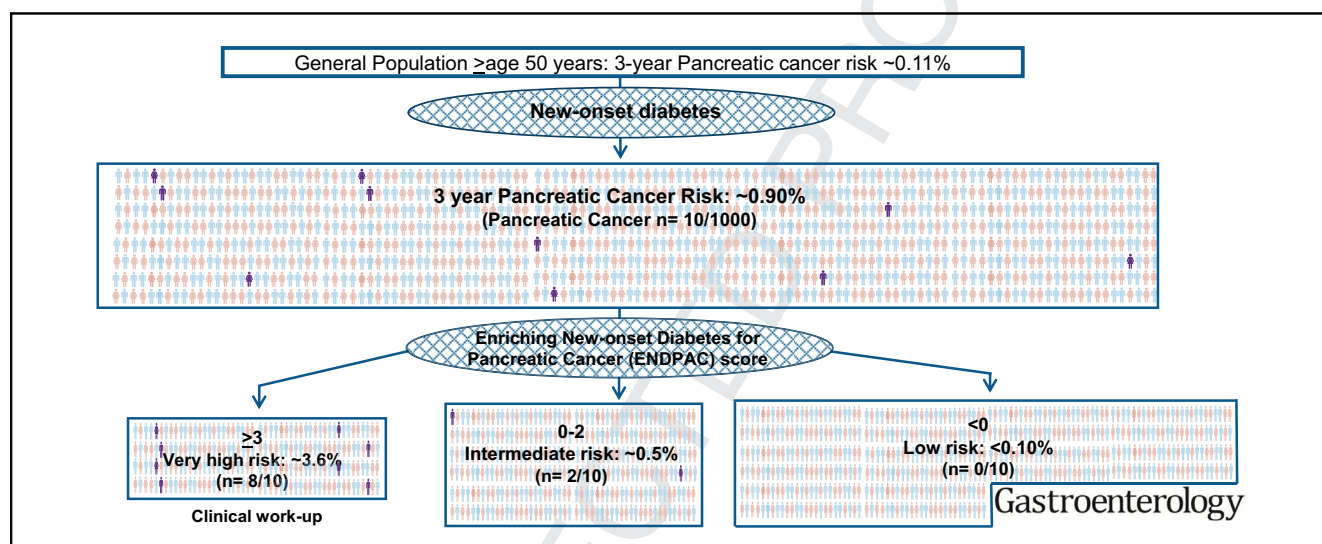 General Population ≥age 50 years: 3-year Pancreatic cancer risk ~0.11%
New-onset diabetes
3 year Pancreatic Cancer Risk: ~0.90%
(Pancreatic Cancer n= 10/1000)
Enriching New-onset Diabetes for
Pancreatic Cancer (ENDPAC) score
≥3
Very high risk: ~3.6%
(n= 8/10)
Clinical work-up
0-2
Intermediate risk: ~0.5%
(n= 2/10)
<0
Low risk: <0.10%
(n= 0/10)
Gastroenterology